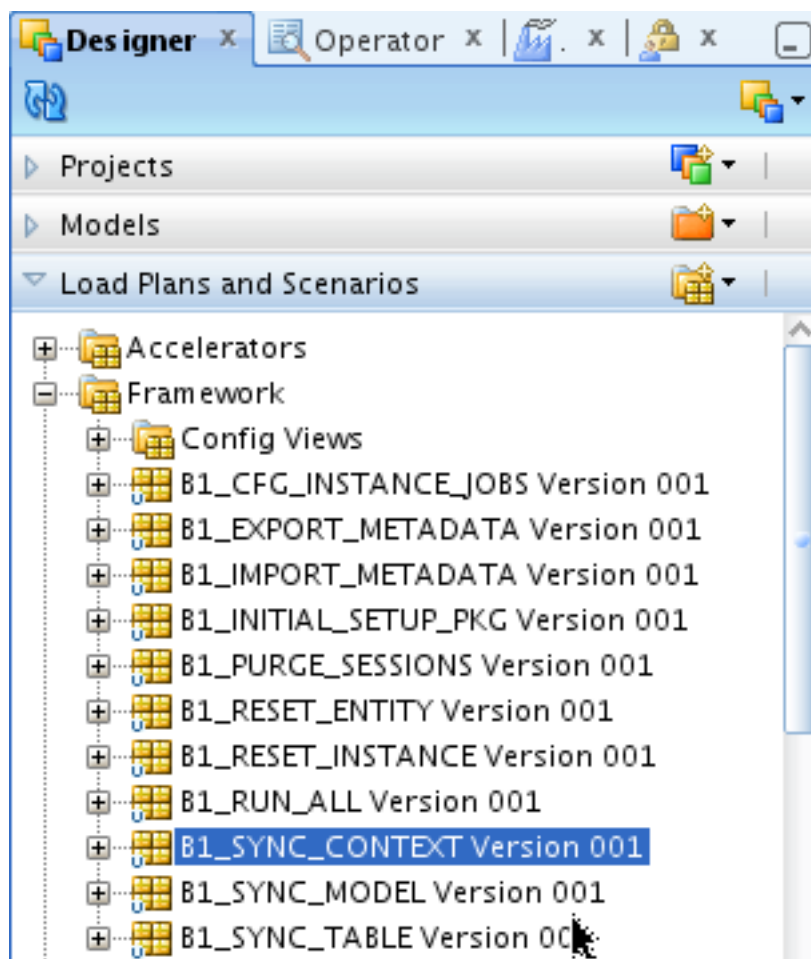 Designer x Operator x . x x
Projects
Models
Load Plans and Scenarios
Accelerators
Framework
Config Views
B1_CFG_INSTANCE_JOBS Version 001
B1_EXPORT_METADATA Version 001
B1_IMPORT_METADATA Version 001
B1_INITIAL_SETUP_PKG Version 001
B1_PURGE_SESSIONS Version 001
B1_RESET_ENTITY Version 001
B1_RESET_INSTANCE Version 001
B1_RUN_ALL Version 001
B1_SYNC_CONTEXT Version 001
B1_SYNC_MODEL Version 001
B1_SYNC_TABLE Version